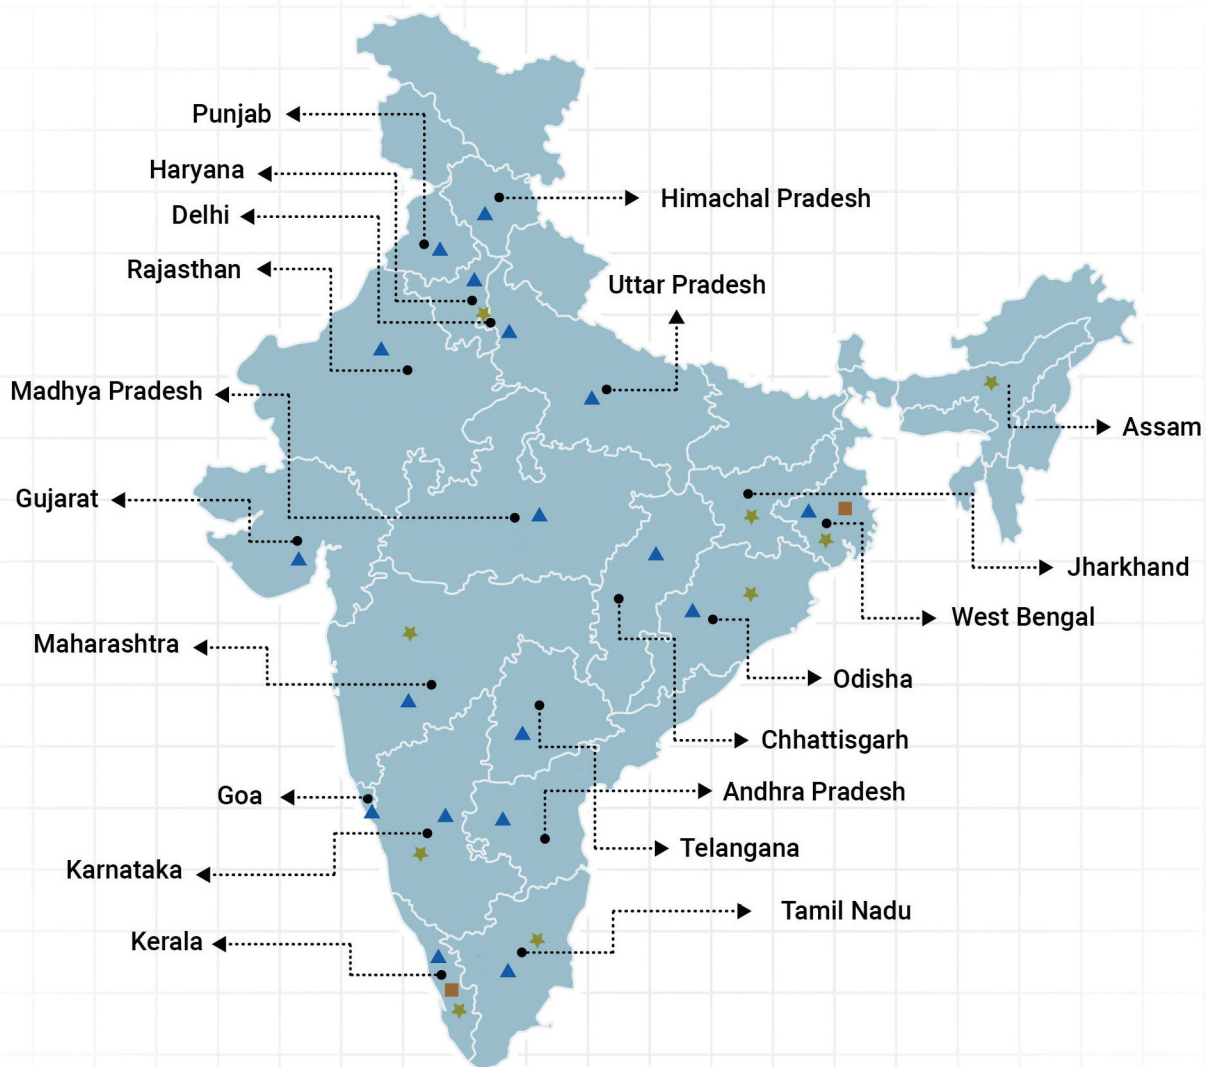 Punjab
Haryana
Himachal Pradesh
Delhi
Rajasthan
Uttar Pradesh
Madhya Pradesh
Assam
Gujarat
Jharkhand
West Bengal
Maharashtra
Odisha
Chhattisgarh
Goa
Andhra Pradesh
Telangana
Karnataka
Tamil Nadu
Kerala